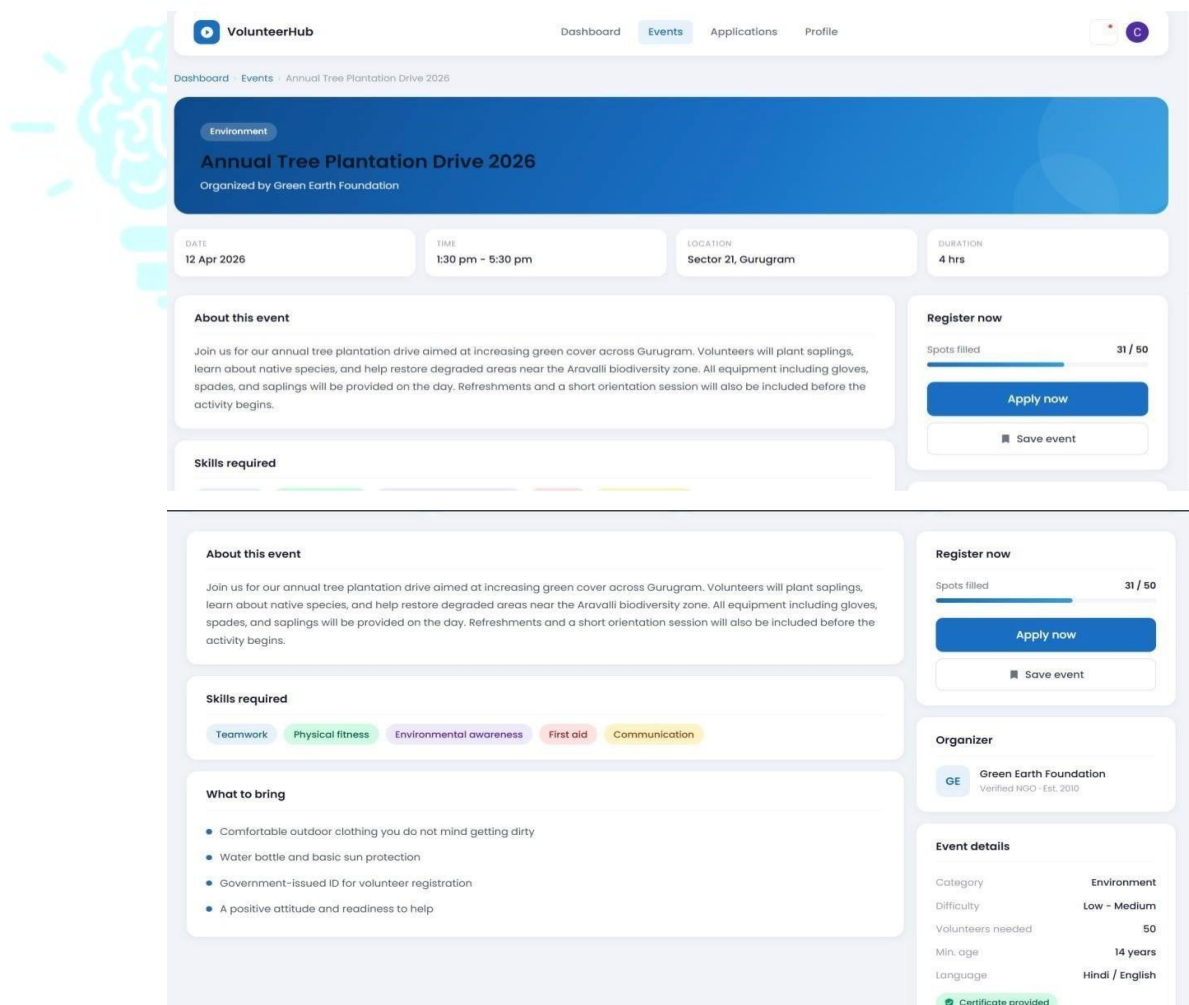 VolunteerHub
Dashboard Events Applications Profile
C
Dashboard · Events · Annual Tree Plantation Drive 2026
Environment
Annual Tree Plantation Drive 2026
Organized by Green Earth Foundation
DATE
12 Apr 2026
TIME
1:30 pm - 5:30 pm
LOCATION
Sector 21, Gurugram
DURATION
4 hrs
About this event
Join us for our annual tree plantation drive aimed at increasing green cover across Gurugram. Volunteers will plant saplings,
learn about native species, and help restore degraded areas near the Aravalli biodiversity zone. All equipment including gloves,
spades, and saplings will be provided on the day. Refreshments and a short orientation session will also be included before the
activity begins.
Register now
Spots filled 31 / 50
Apply now
Save event
Skills required
About this event
Join us for our annual tree plantation drive aimed at increasing green cover across Gurugram. Volunteers will plant saplings,
learn about native species, and help restore degraded areas near the Aravalli biodiversity zone. All equipment including gloves,
spades, and saplings will be provided on the day. Refreshments and a short orientation session will also be included before the
activity begins.
Skills required
Teamwork Physical fitness Environmental awareness First aid Communication
What to bring
Comfortable outdoor clothing you do not mind getting dirty
Water bottle and basic sun protection
Government-issued ID for volunteer registration
A positive attitude and readiness to help
Register now
Spots filled 31 / 50
Apply now
Save event
Organizer
GE
Green Earth Foundation
Verified NGO · Est. 2010
Event details
Category Environment
Difficulty Low - Medium
Volunteers needed 50
Min. age 14 years
Language Hindi / English
Certificate provided